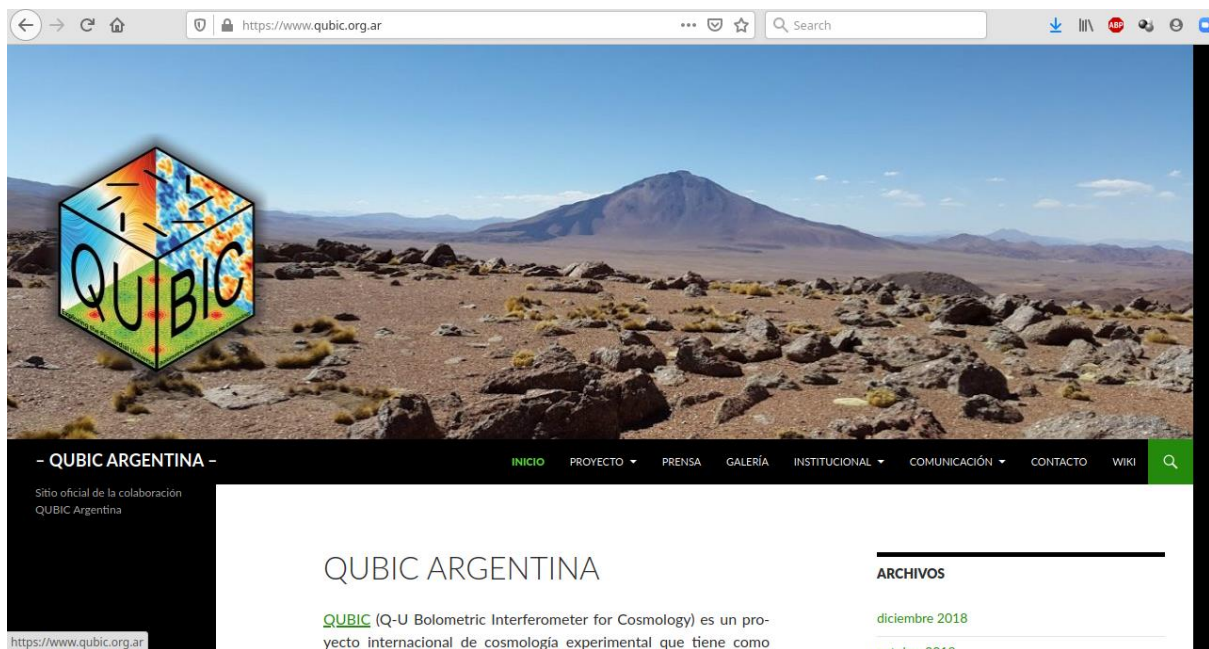 https://www.qubic.org.ar
Search
ABP
QUBIC
– QUBIC ARGENTINA –
INICIO PROYECTO PRENSA GALERÍA INSTITUCIONAL COMUNICACIÓN CONTACTO WIKI
Sitio oficial de la colaboración
QUBIC Argentina
QUBIC ARGENTINA
QUBIC (Q-U Bolometric Interferometer for Cosmology) es un pro-
yecto internacional de cosmología experimental que tiene como
ARCHIVOS
diciembre 2018
https://www.qubic.org.ar